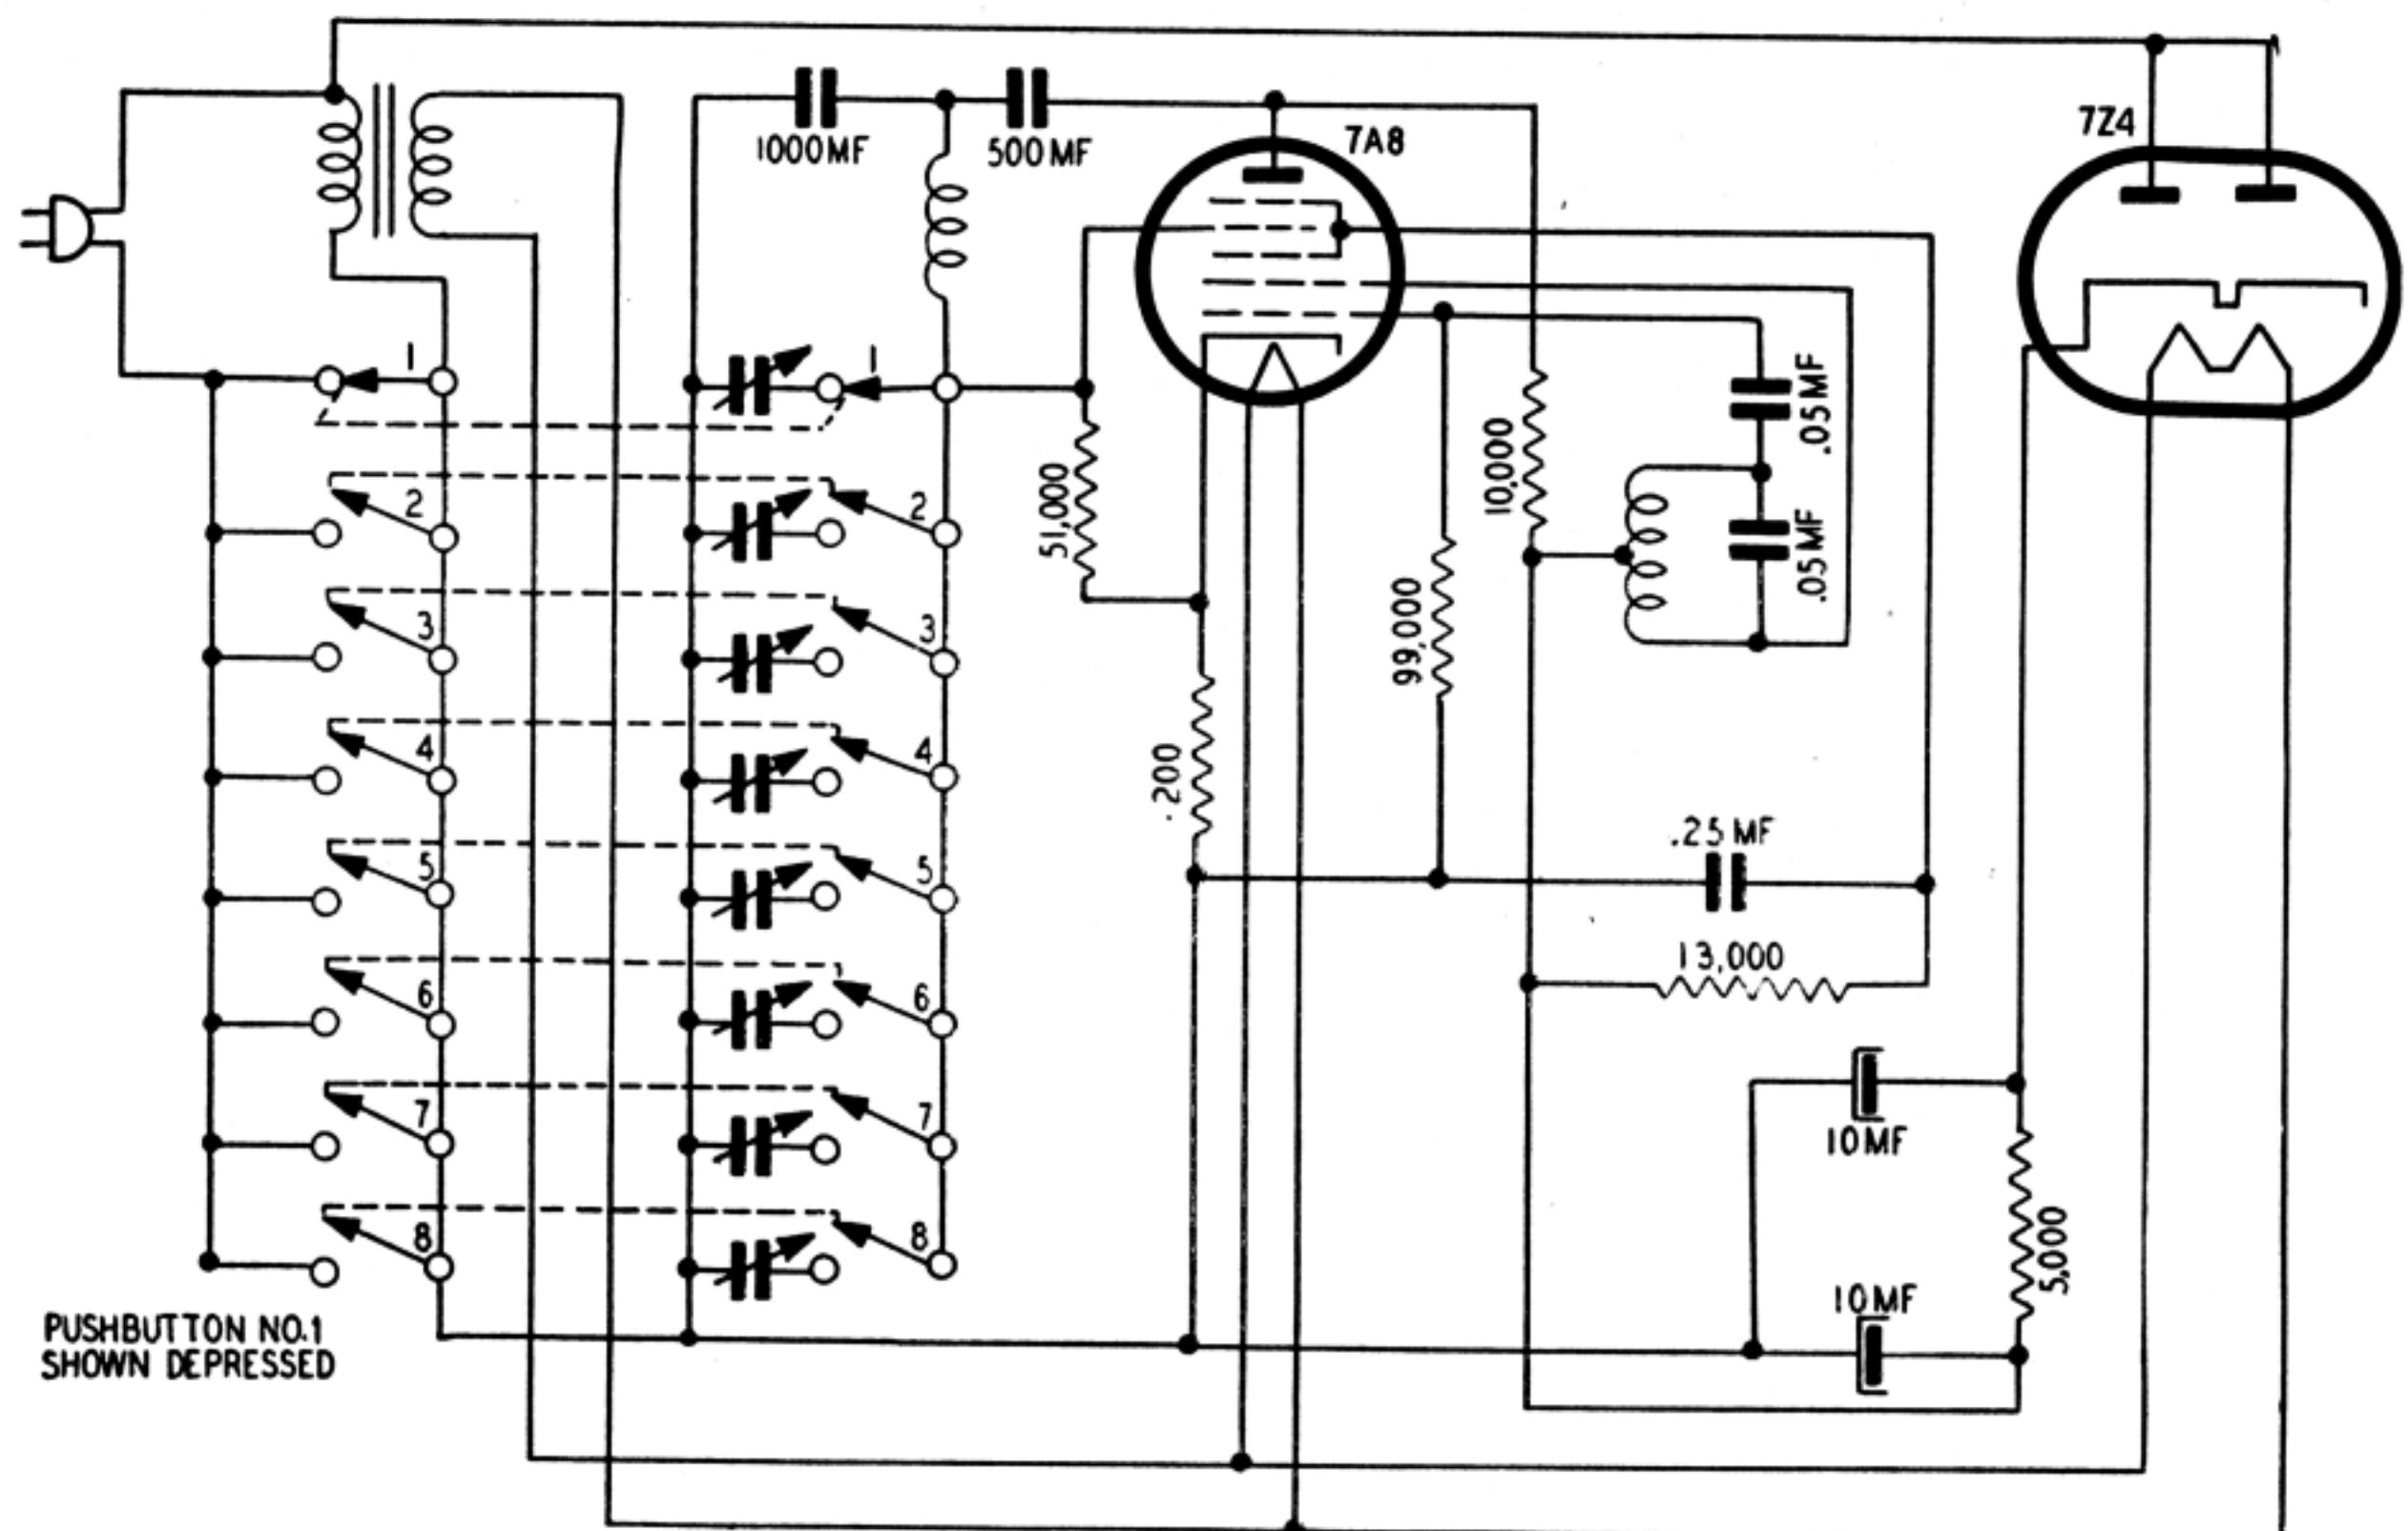 1000MF
500MF
7A8
7Z4
1
1
2
2
3
3
4
4
5
5
6
6
7
7
8
8
51,000
.200
99,000
10,000
.05MF
.05MF
.25MF
13,000
10MF
10MF
5,000
PUSHBUTTON NO.1
SHOWN DEPRESSED